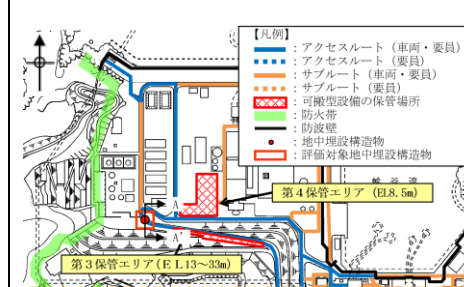 【凡例】
：アクセスルート（車両・要員）
：アクセスルート（要員）
：サブルート（車両・要員）
：サブルート（要員）
：可搬型設備の保管場所
：防火帯
：防波壁
：地中埋設構造物
：評価対象地中埋設構造物
第４保管エリア（EL8.5m）
A
A'
第３保管エリア（ＥＬ13～33m）